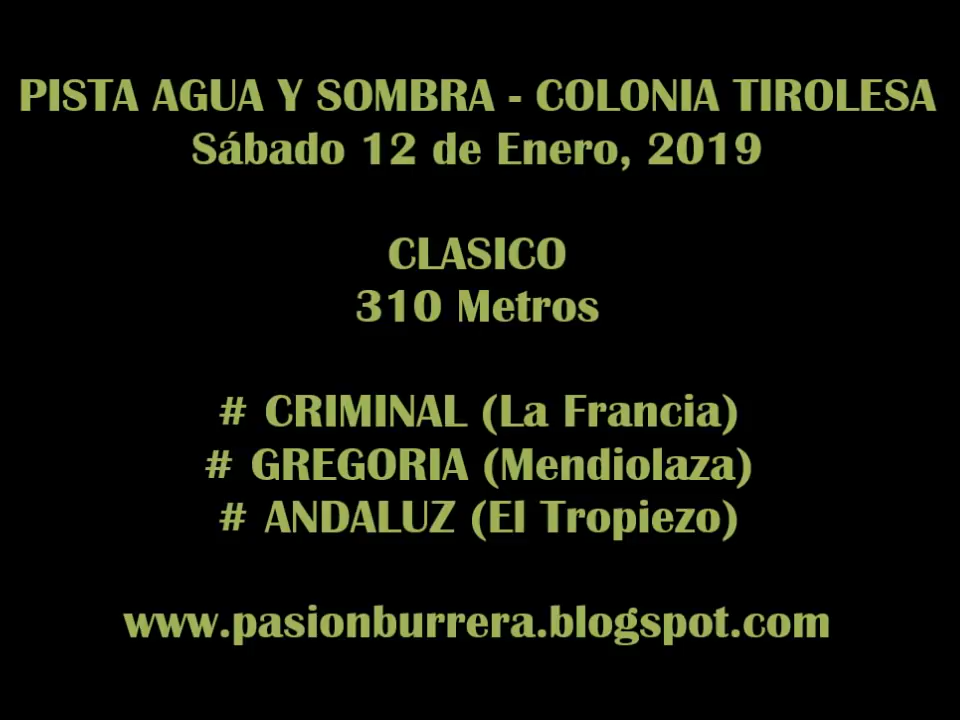 PISTA AGUA Y SOMBRA - COLONIA TIROLESA
Sábado 12 de Enero, 2019
CLASICO
310 Metros
# CRIMINAL (La Francia)
# GREGORIA (Mendiolaza)
# ANDALUZ (El Tropiezo)
www.pasionburrera.blogspot.com